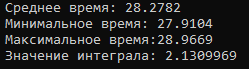 Среднее время: 28.2782
Минимальное время: 27.9104
Максимальное время:28.9669
Значение интеграла: 2.1309969